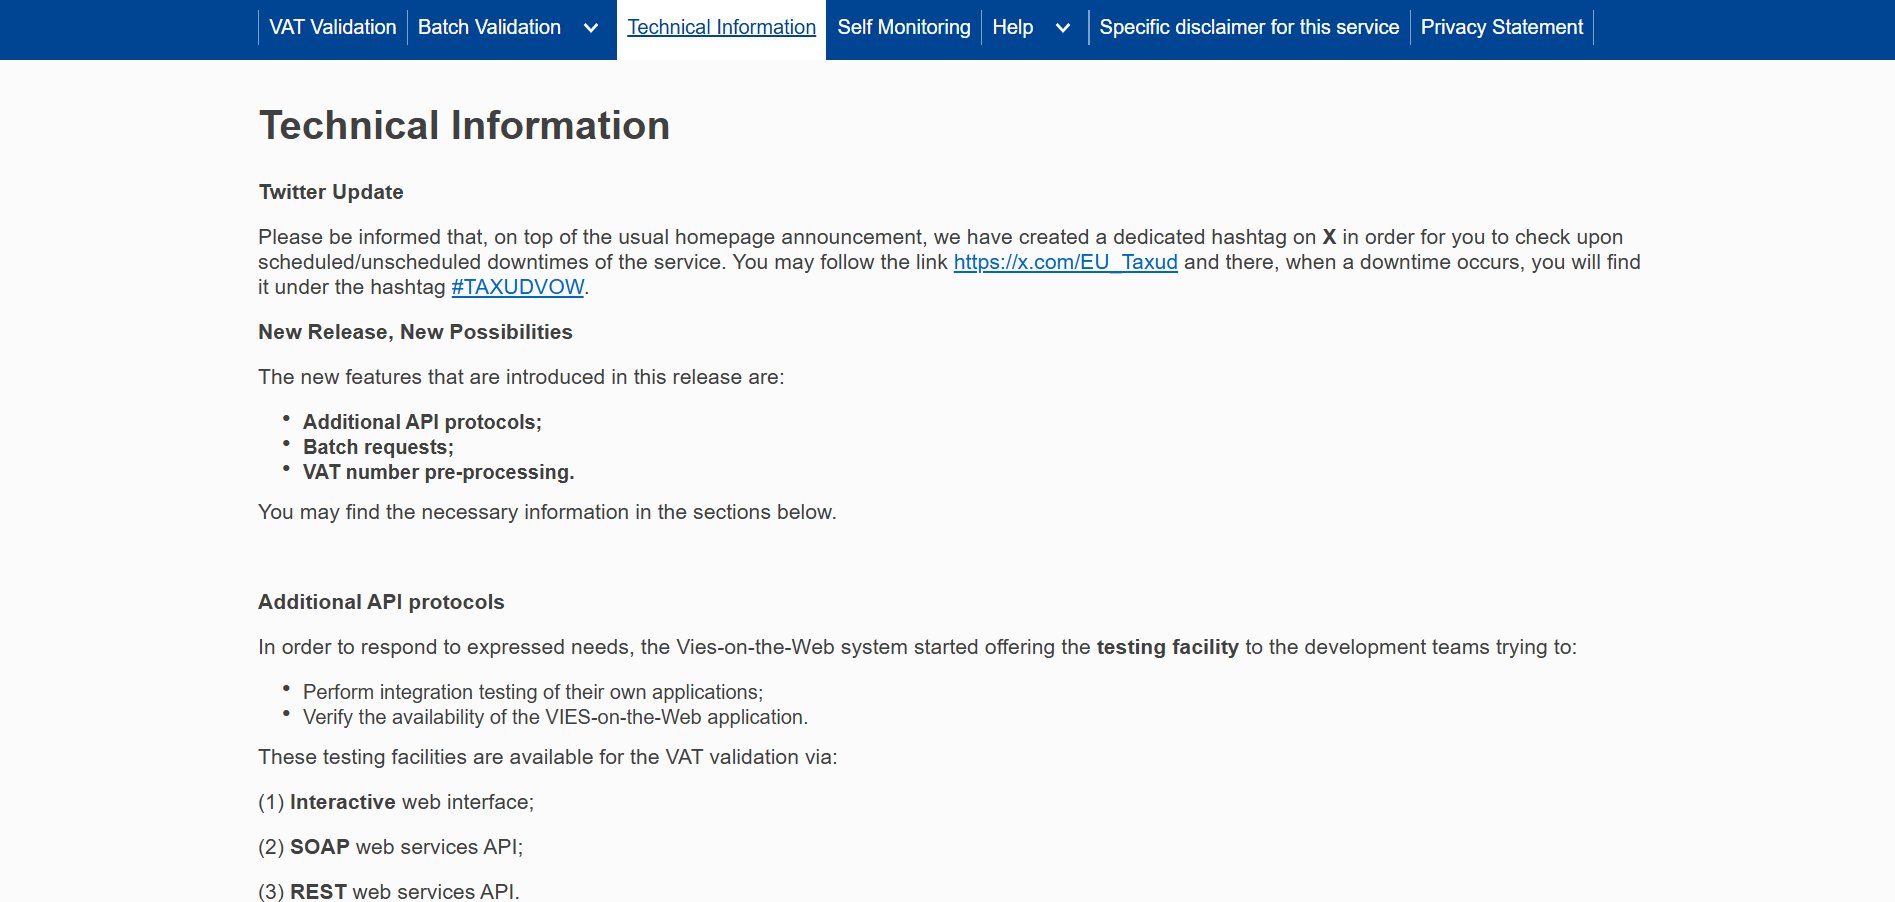 VAT Validation
Batch Validation
Technical Information
Self Monitoring
Help
Specific disclaimer for this service
Privacy Statement
Technical Information
Twitter Update
Please be informed that, on top of the usual homepage announcement, we have created a dedicated hashtag on X in order for you to check upon
scheduled/unscheduled downtimes of the service. You may follow the link https://x.com/EU_Taxud and there, when a downtime occurs, you will find
it under the hashtag #TAXUDVOW.
New Release, New Possibilities
The new features that are introduced in this release are:
• Additional API protocols;
• Batch requests;
• VAT number pre-processing.
You may find the necessary information in the sections below.
Additional API protocols
In order to respond to expressed needs, the Vies-on-the-Web system started offering the testing facility to the development teams trying to:
• Perform integration testing of their own applications;
• Verify the availability of the VIES-on-the-Web application.
These testing facilities are available for the VAT validation via:
(1) Interactive web interface;
(2) SOAP web services API;
(3) REST web services API.